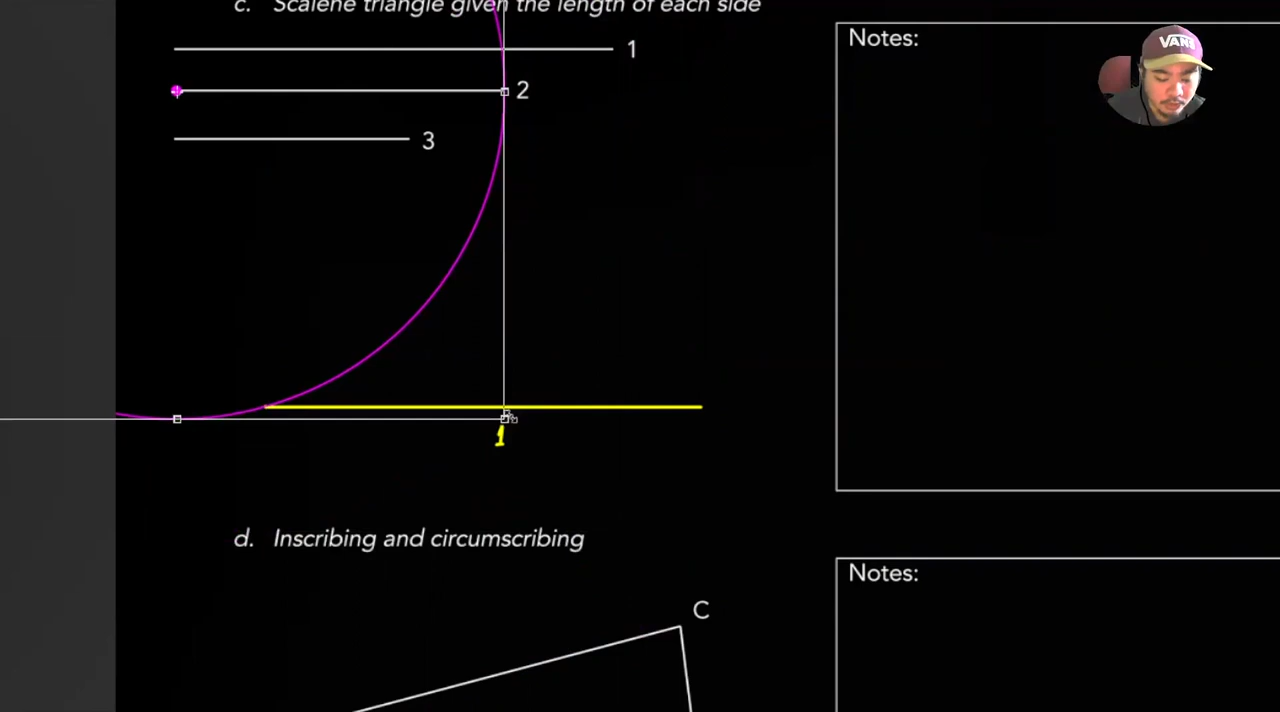 c. Scalene triangle given the length of each side
1
2
3
1
Notes:
VANS
d. Inscribing and circumscribing
C
Notes: